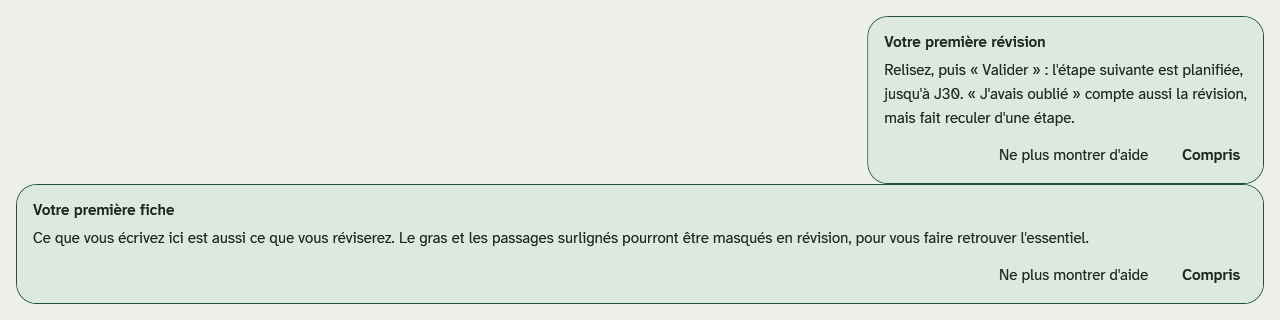 Votre première révision
Relisez, puis « Valider » : l'étape suivante est planifiée,
jusqu'à J30. « J'avais oublié » compte aussi la révision,
mais fait reculer d'une étape.
Ne plus montrer d'aide Compris
Votre première fiche
Ce que vous écrivez ici est aussi ce que vous réviserez. Le gras et les passages surlignés pourront être masqués en révision, pour vous faire retrouver l'essentiel.
Ne plus montrer d'aide Compris